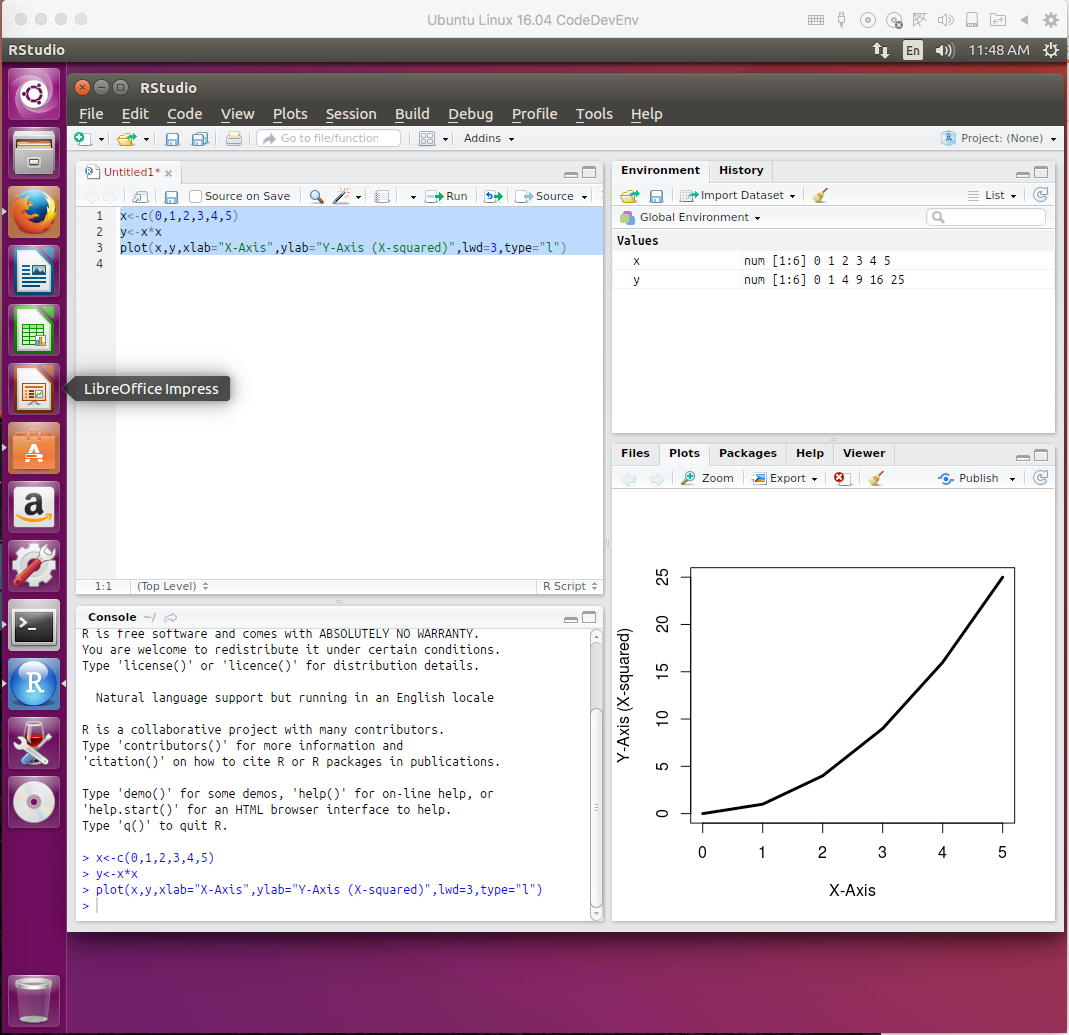 Ubuntu Linux 16.04 CodeDevEnv
RStudio
En
11:48 AM
RStudio
File Edit Code View Plots Session Build Debug Profile Tools Help
Go to file/function
Addins
Project: (None)
Untitled1*
Source on Save
Run
Source
1 x<-c(0,1,2,3,4,5)
2 y<-x*x
3 plot(x,y,xlab="X-Axis",ylab="Y-Axis (X-squared)",lwd=3,type="l")
4
1:1 (Top Level) R Script
LibreOffice Impress
Environment History
Import Dataset
List
Global Environment
Values
x num [1:6] 0 1 2 3 4 5
y num [1:6] 0 1 4 9 16 25
Console ~/
R is free software and comes with ABSOLUTELY NO WARRANTY.
You are welcome to redistribute it under certain conditions.
Type 'license()' or 'licence()' for distribution details.
Natural language support but running in an English locale
R is a collaborative project with many contributors.
Type 'contributors()' for more information and
'citation()' on how to cite R or R packages in publications.
Type 'demo()' for some demos, 'help()' for on-line help, or
'help.start()' for an HTML browser interface to help.
Type 'q()' to quit R.
> x<-c(0,1,2,3,4,5)
> y<-x*x
> plot(x,y,xlab="X-Axis",ylab="Y-Axis (X-squared)",lwd=3,type="l")
>
Files Plots Packages Help Viewer
Zoom Export Publish
Y-Axis (X-squared)
25
20
15
10
5
0
0 1 2 3 4 5
X-Axis
A
a
>_
R